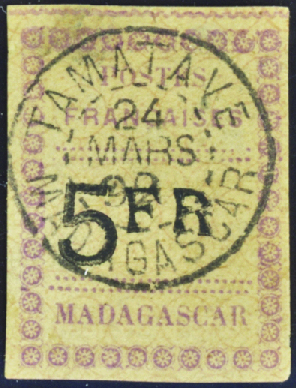 POSTES
FRANÇAISES
5 FR
MADAGASCAR
TAMATAVE
24
MARS
MADAGASCAR